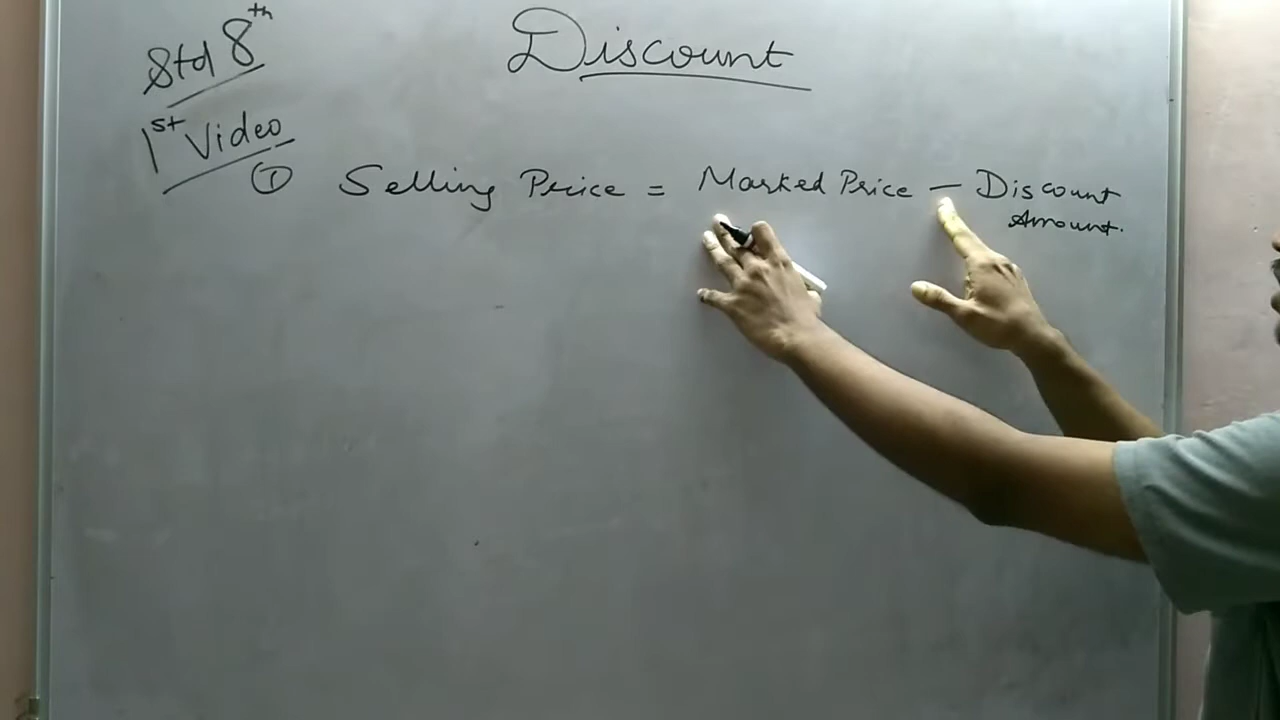 Std 8th
Discount
1st Video
① Selling Price = Marked Price - Discount
Amount.